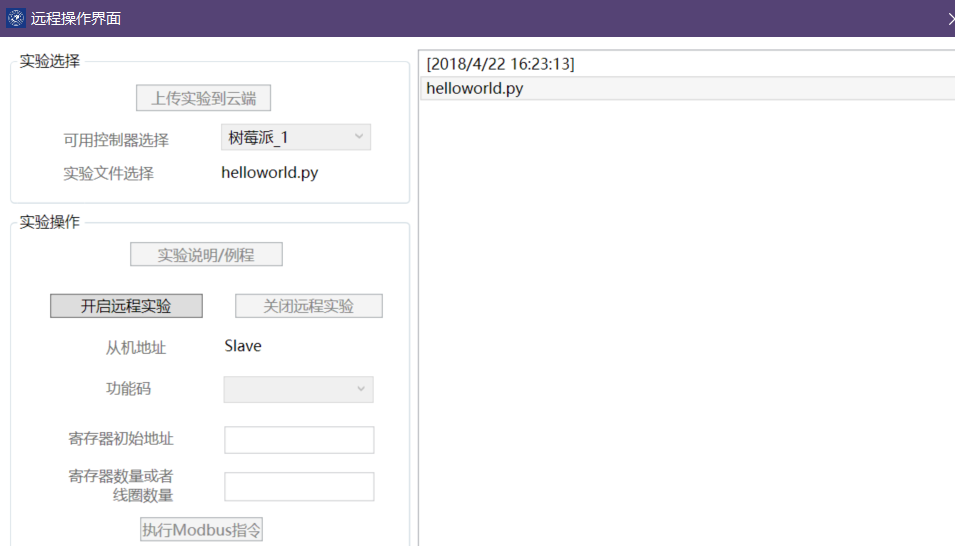 远程操作界面
实验选择
上传实验到云端
可用控制器选择 树莓派_1
实验文件选择 helloworld.py
实验操作
实验说明/例程
开启远程实验 关闭远程实验
从机地址 Slave
功能码
寄存器初始地址
寄存器数量或者
线圈数量
执行Modbus指令
[2018/4/22 16:23:13]
helloworld.py